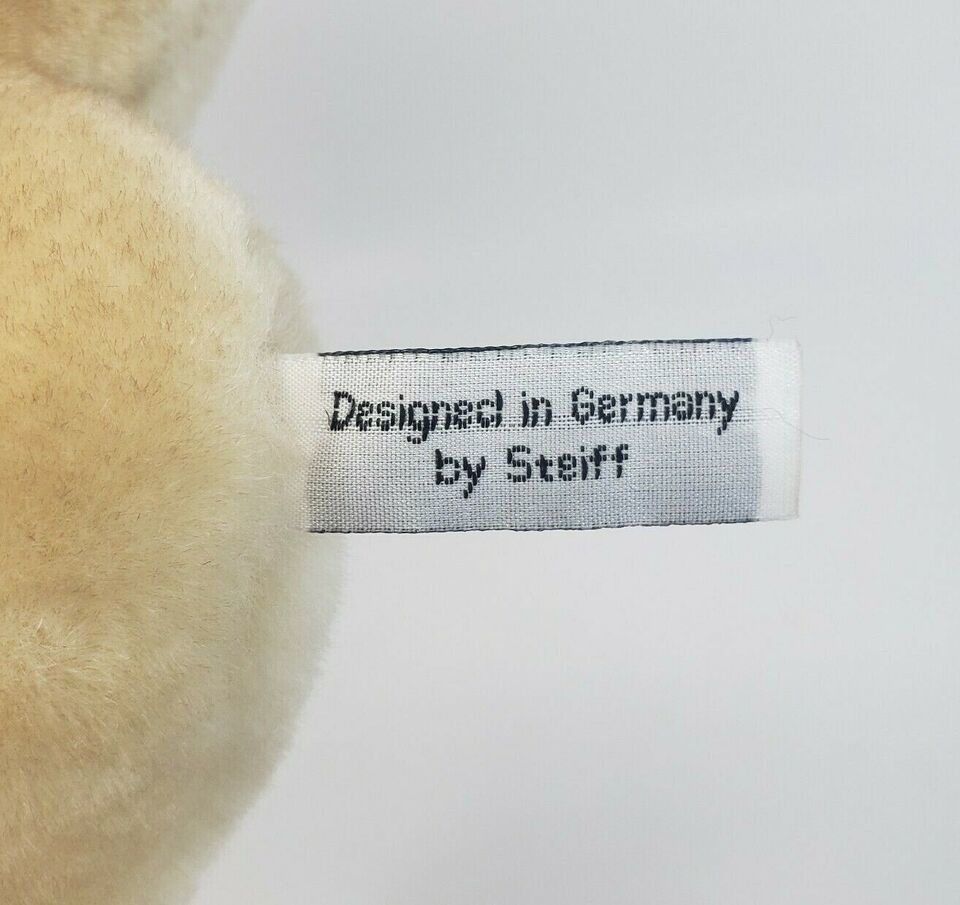 Designed in Germany
by Steiff